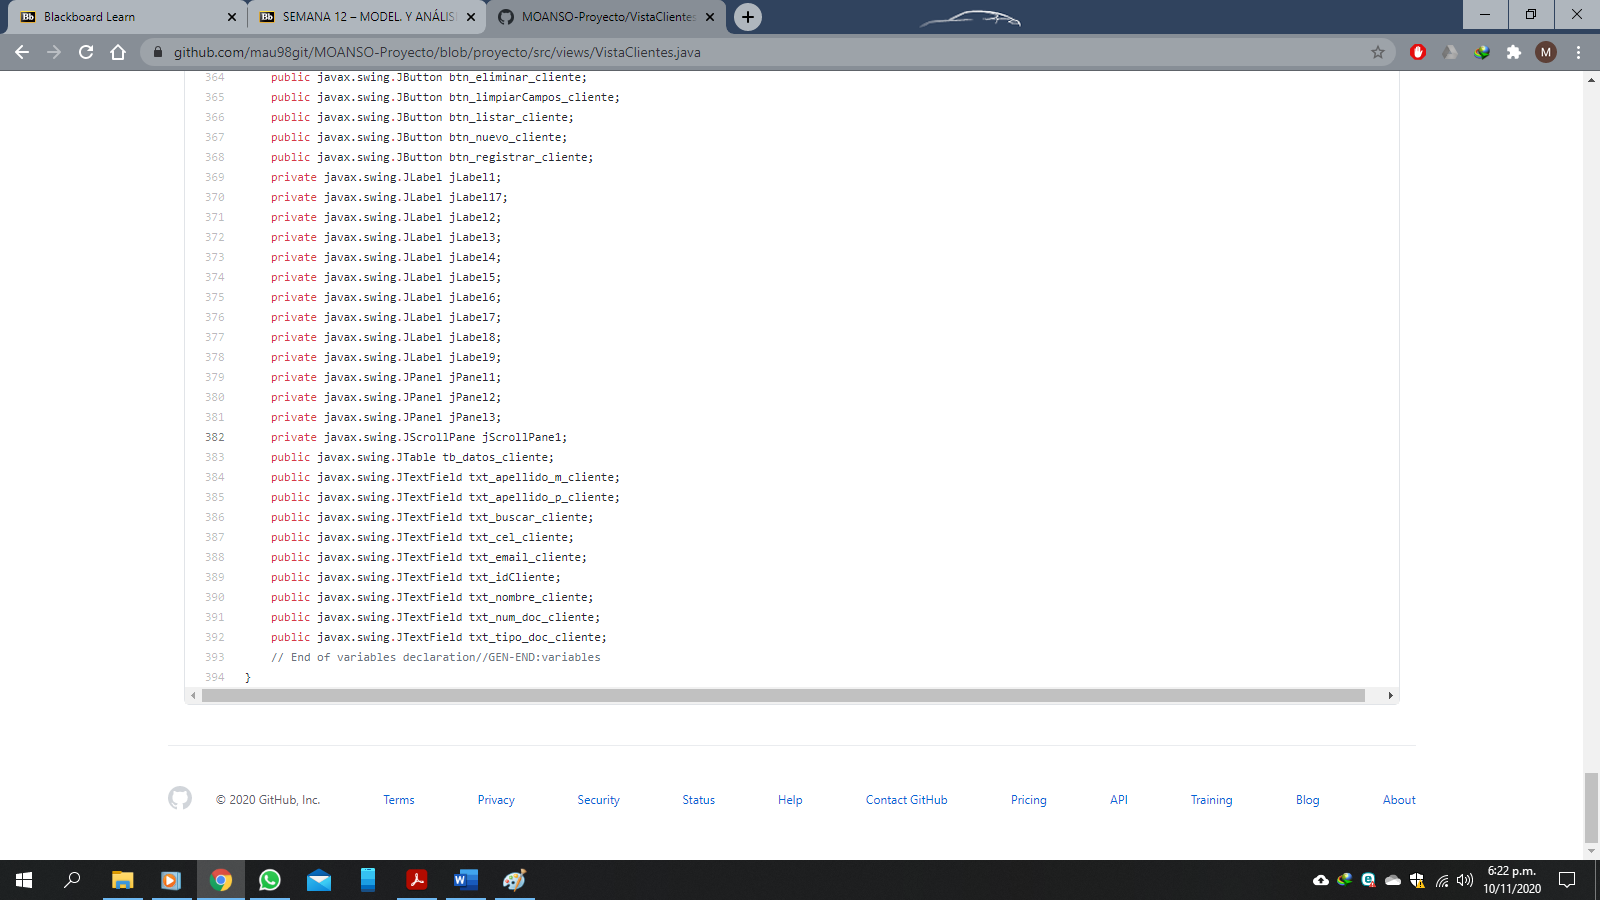 Blackboard Learn
SEMANA 12 – MODEL. Y ANÁLIS
MOANSO-Proyecto/VistaClientes
github.com/mau98git/MOANSO-Proyecto/blob/proyecto/src/views/VistaClientes.java
M
364 public javax.swing.JButton btn_eliminar_cliente;
365 public javax.swing.JButton btn_limpiarCampos_cliente;
366 public javax.swing.JButton btn_listar_cliente;
367 public javax.swing.JButton btn_nuevo_cliente;
368 public javax.swing.JButton btn_registrar_cliente;
369 private javax.swing.JLabel jLabel1;
370 private javax.swing.JLabel jLabel17;
371 private javax.swing.JLabel jLabel2;
372 private javax.swing.JLabel jLabel3;
373 private javax.swing.JLabel jLabel4;
374 private javax.swing.JLabel jLabel5;
375 private javax.swing.JLabel jLabel6;
376 private javax.swing.JLabel jLabel7;
377 private javax.swing.JLabel jLabel8;
378 private javax.swing.JLabel jLabel9;
379 private javax.swing.JPanel jPanel1;
380 private javax.swing.JPanel jPanel2;
381 private javax.swing.JPanel jPanel3;
382 private javax.swing.JScrollPane jScrollPane1;
383 public javax.swing.JTable tb_datos_cliente;
384 public javax.swing.JTextField txt_apellido_m_cliente;
385 public javax.swing.JTextField txt_apellido_p_cliente;
386 public javax.swing.JTextField txt_buscar_cliente;
387 public javax.swing.JTextField txt_cel_cliente;
388 public javax.swing.JTextField txt_email_cliente;
389 public javax.swing.JTextField txt_idCliente;
390 public javax.swing.JTextField txt_nombre_cliente;
391 public javax.swing.JTextField txt_num_doc_cliente;
392 public javax.swing.JTextField txt_tipo_doc_cliente;
393 // End of variables declaration//GEN-END:variables
394 }
© 2020 GitHub, Inc. Terms Privacy Security Status Help Contact GitHub Pricing API Training Blog About
6:22 p.m.
10/11/2020